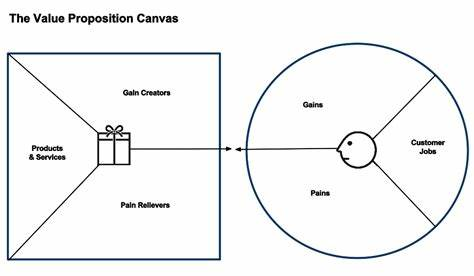 The Value Proposition Canvas
Gain Creators
Products
& Services
Pain Relievers
Gains
Customer
Jobs
Pains